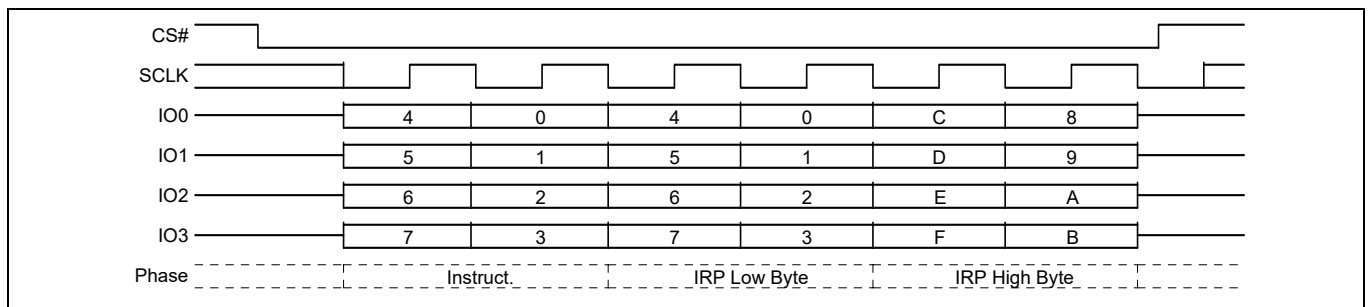 CS#
SCLK
IO0 4 0 4 0 C 8
IO1 5 1 5 1 D 9
IO2 6 2 6 2 E A
IO3 7 3 7 3 F B
Phase Instruct. IRP Low Byte IRP High Byte